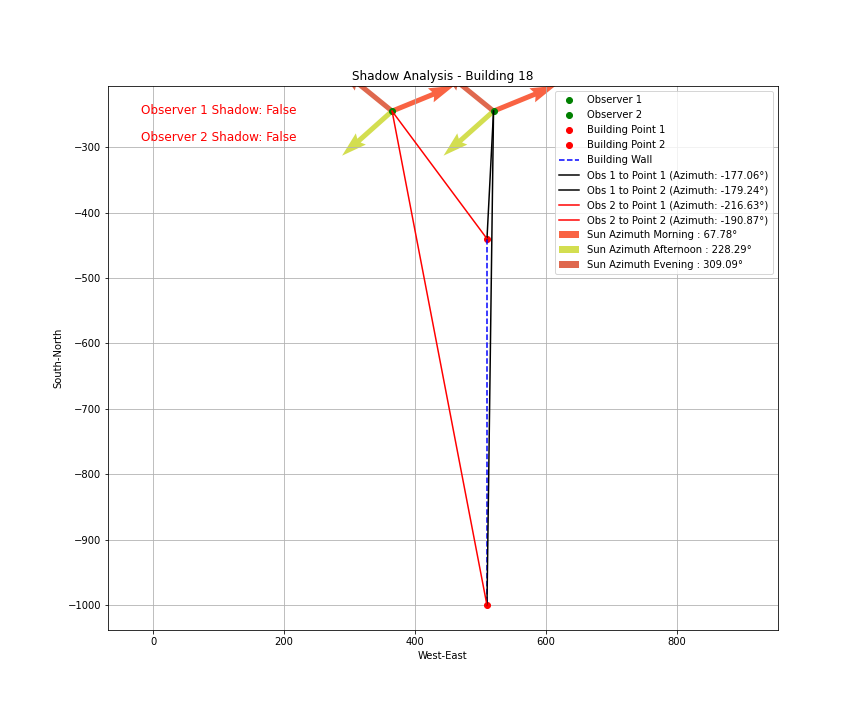 Shadow Analysis - Building 18
Observer 1 Shadow: False
Observer 2 Shadow: False
Observer 1
Observer 2
Building Point 1
Building Point 2
Building Wall
Obs 1 to Point 1 (Azimuth: -177.06°)
Obs 1 to Point 2 (Azimuth: -179.24°)
Obs 2 to Point 1 (Azimuth: -216.63°)
Obs 2 to Point 2 (Azimuth: -190.87°)
Sun Azimuth Morning : 67.78°
Sun Azimuth Afternoon : 228.29°
Sun Azimuth Evening : 309.09°
−300
−400
−500
−600
−700
−800
−900
−1000
South-North
0 200 400 600 800
West-East